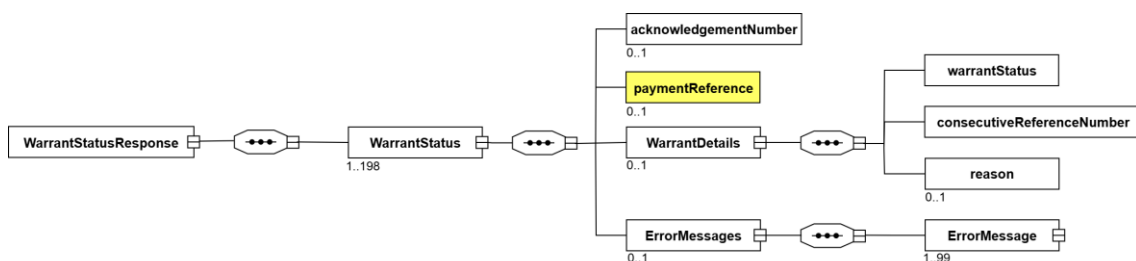 acknowledgementNumber
0..1
paymentReference
0..1
WarrantStatusResponse
WarrantStatus
1..198
WarrantDetails
0..1
warrantStatus
consecutiveReferenceNumber
reason
0..1
ErrorMessages
0..1
ErrorMessage
1..99